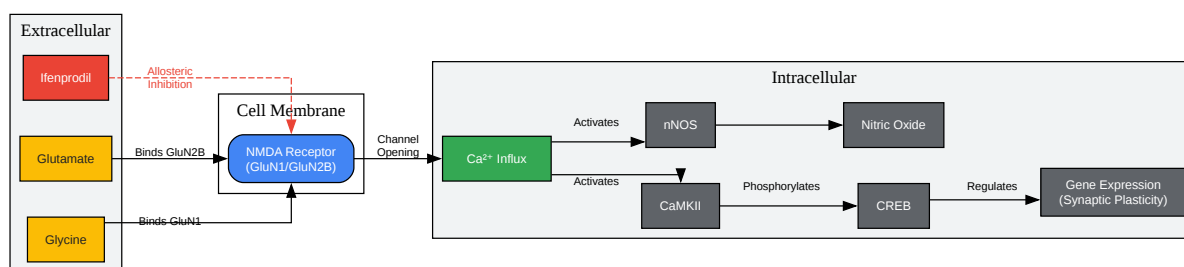 Extracellular
Ifenprodil
Allosteric
Inhibition
Glutamate
Binds GluN2B
Glycine
Binds GluN1
Cell Membrane
NMDA Receptor
(GluN1/GluN2B)
Channel
Opening
Intracellular
Ca²⁺ Influx
Activates
nNOS
Nitric Oxide
Activates
CaMKII
Phosphorylates
CREB
Regulates
Gene Expression
(Synaptic Plasticity)